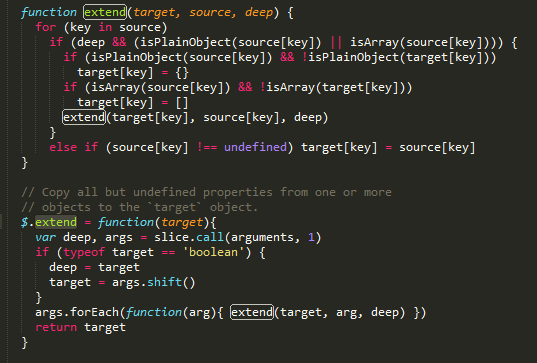 function extend(target, source, deep) {
  for (key in source)
    if (deep && (isPlainObject(source[key]) || isArray(source[key]))) {
      if (isPlainObject(source[key]) && !isPlainObject(target[key]))
        target[key] = {}
      if (isArray(source[key]) && !isArray(target[key]))
        target[key] = []
      extend(target[key], source[key], deep)
    }
    else if (source[key] !== undefined) target[key] = source[key]
}

// Copy all but undefined properties from one or more
// objects to the `target` object.
$.extend = function(target){
  var deep, args = slice.call(arguments, 1)
  if (typeof target == 'boolean') {
    deep = target
    target = args.shift()
  }
  args.forEach(function(arg){ extend(target, arg, deep) })
  return target
}